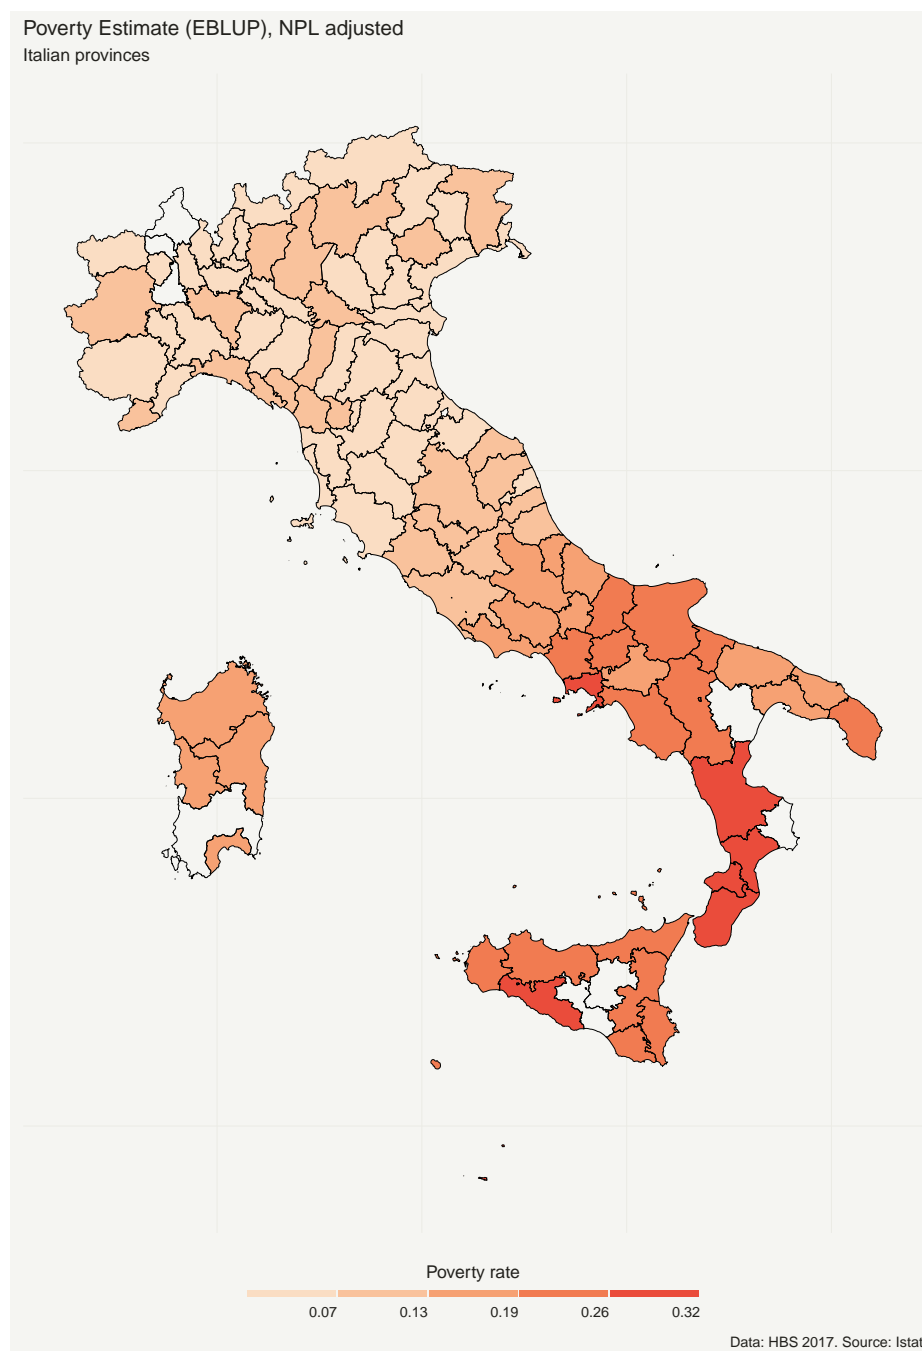 Poverty Estimate (EBLUP), NPL adjusted
Italian provinces
Poverty rate
0.07 0.13 0.19 0.26 0.32
Data: HBS 2017. Source: Istat